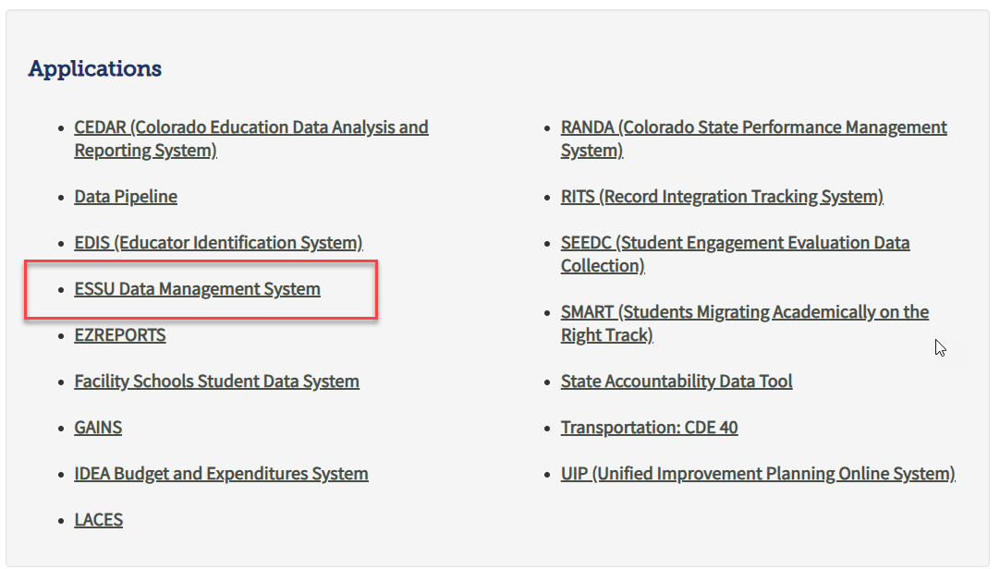 Applications
CEDAR (Colorado Education Data Analysis and
Reporting System)
Data Pipeline
EDIS (Educator Identification System)
ESSU Data Management System
EZREPORTS
Facility Schools Student Data System
GAINS
IDEA Budget and Expenditures System
LACES
RANDA (Colorado State Performance Management
System)
RITS (Record Integration Tracking System)
SEEDC (Student Engagement Evaluation Data
Collection)
SMART (Students Migrating Academically on the
Right Track)
State Accountability Data Tool
Transportation: CDE 40
UIP (Unified Improvement Planning Online System)